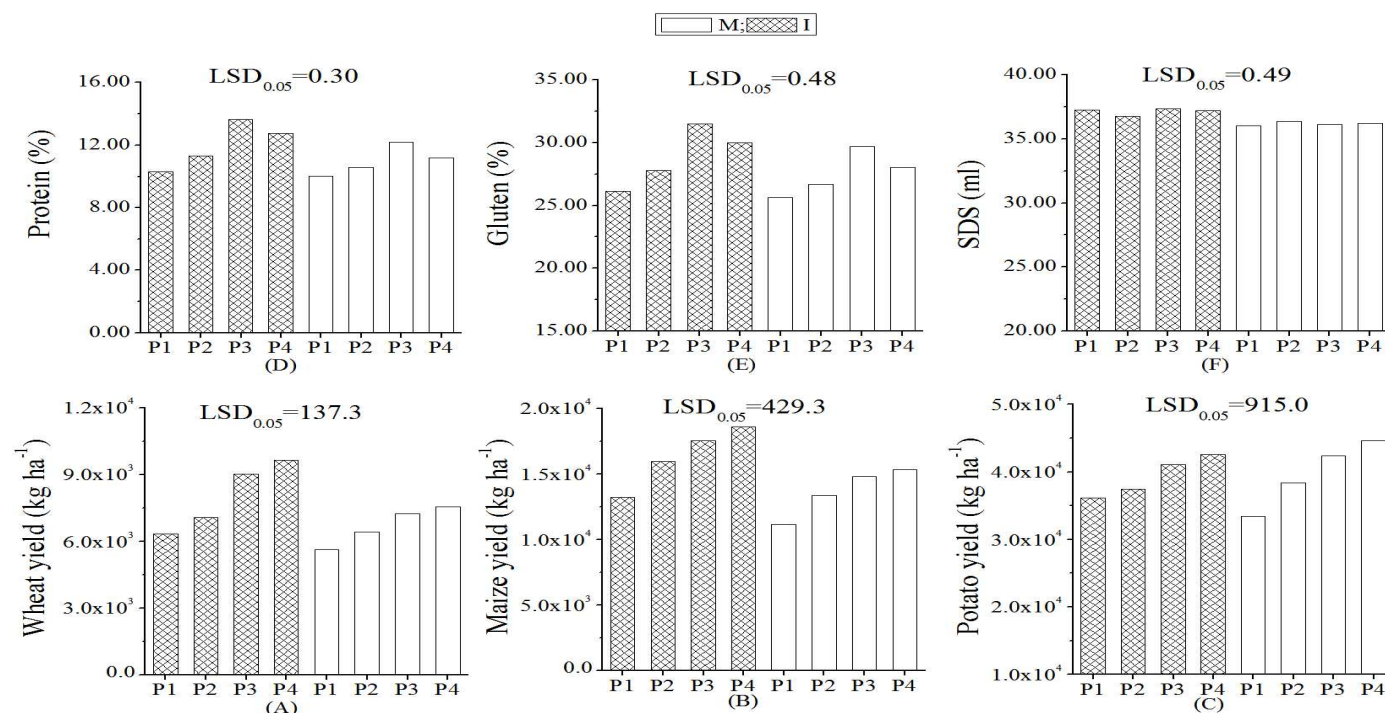 M; I
LSD0.05=0.30
Protein (%)
16.00
12.00
8.00
4.00
0.00
P1 P2 P3 P4 P1 P2 P3 P4
(D)
LSD0.05=0.48
Gluten (%)
35.00
30.00
25.00
20.00
15.00
P1 P2 P3 P4 P1 P2 P3 P4
(E)
LSD0.05=0.49
SDS (ml)
40.00
35.00
30.00
25.00
20.00
P1 P2 P3 P4 P1 P2 P3 P4
(F)
LSD0.05=137.3
Wheat yield (kg ha-1)
1.2x10^4
9.0x10^3
6.0x10^3
3.0x10^3
0.0
P1 P2 P3 P4 P1 P2 P3 P4
(A)
LSD0.05=429.3
Maize yield (kg ha-1)
2.0x10^4
1.5x10^4
1.0x10^4
5.0x10^3
0.0
P1 P2 P3 P4 P1 P2 P3 P4
(B)
LSD0.05=915.0
Potato yield (kg ha-1)
5.0x10^4
4.0x10^4
3.0x10^4
2.0x10^4
1.0x10^4
P1 P2 P3 P4 P1 P2 P3 P4
(C)